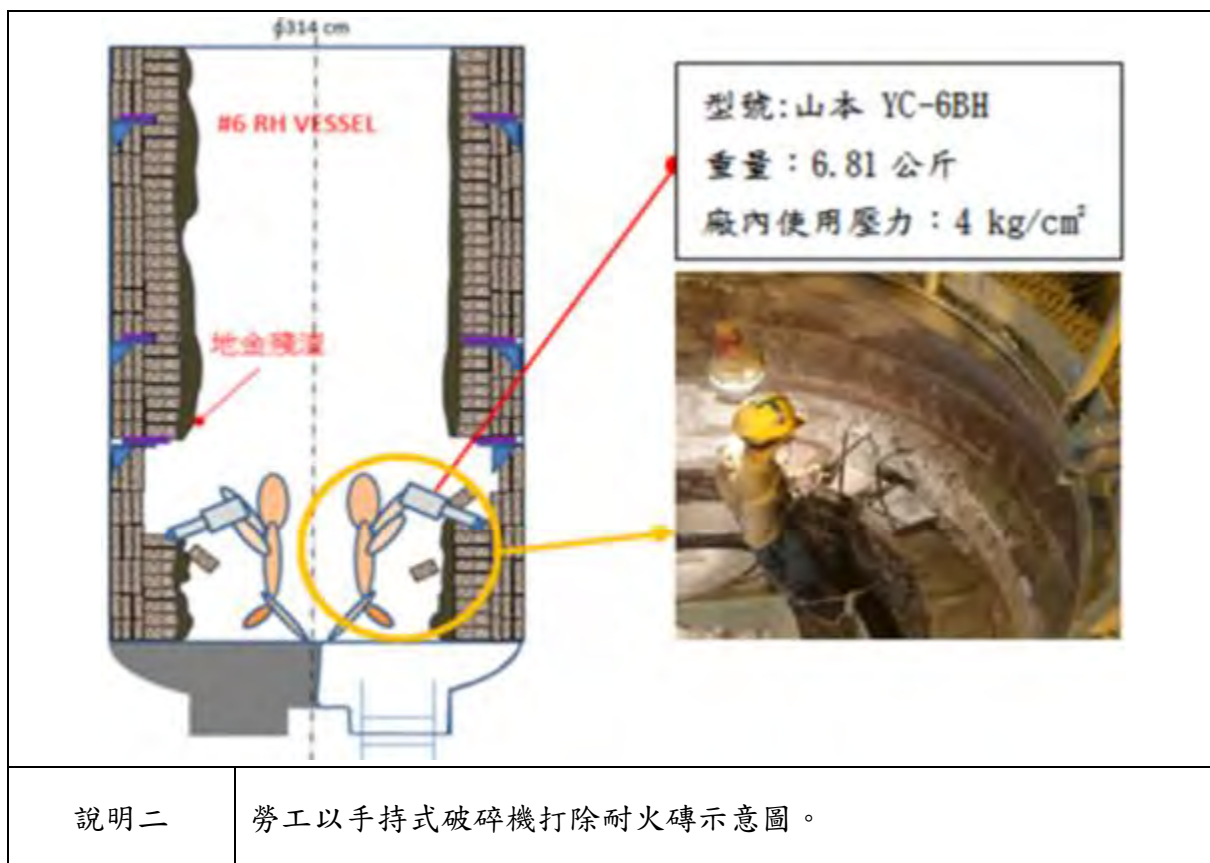 ∮314 cm
#6 RH VESSEL
地金殘渣
型號:山本 YC-6BH
重量：6.81 公斤
廠內使用壓力：4 kg/cm²
說明二
勞工以手持式破碎機打除耐火磚示意圖。